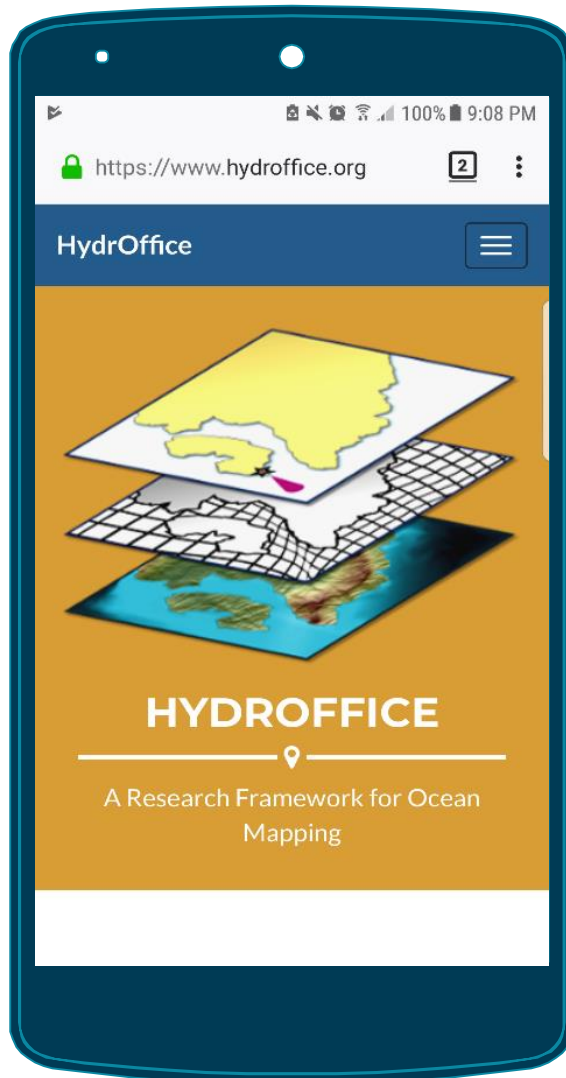 100% 9:08 PM
https://www.hydroffice.org 2
HydrOffice
HYDROFFICE
A Research Framework for Ocean
Mapping